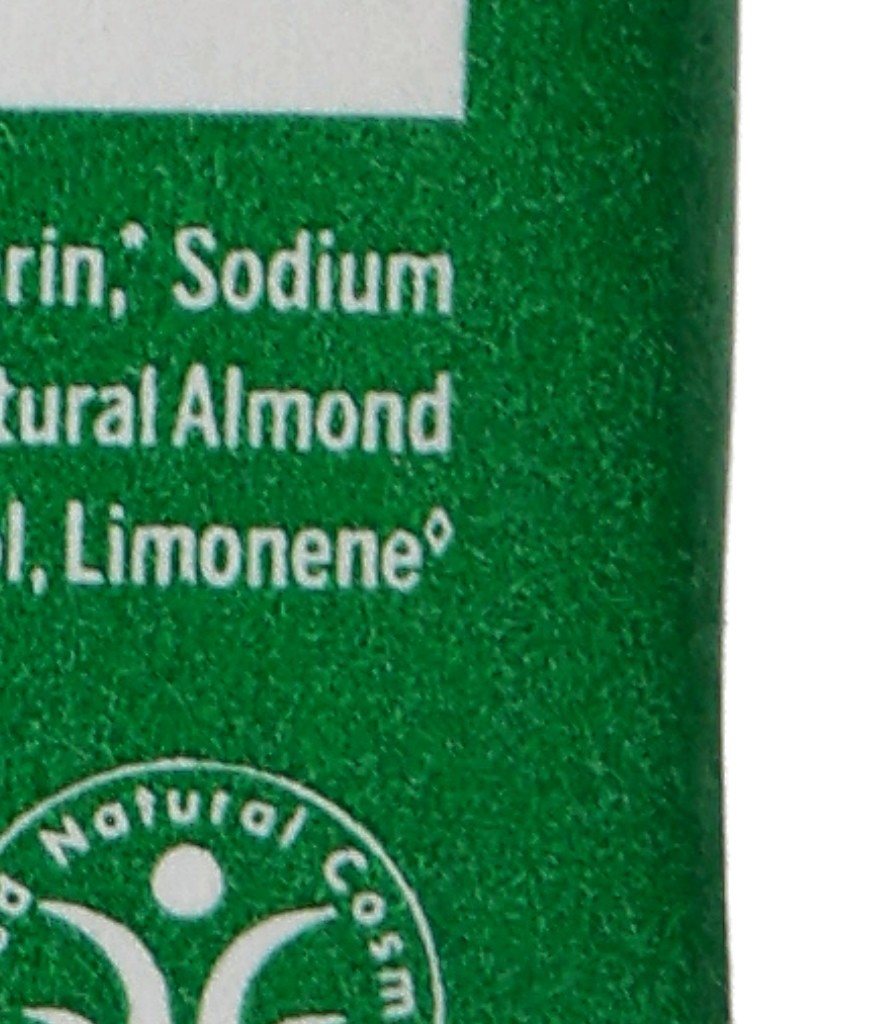 rin,* Sodium
tural Almond
l, Limonene◊
Natural Cosm